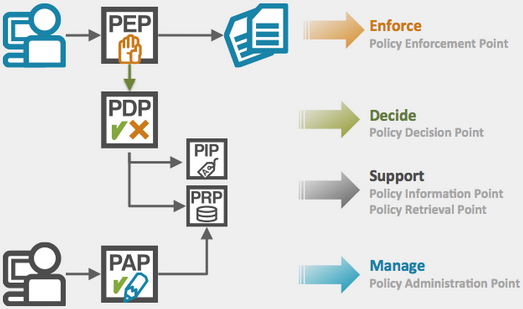 PEP
Enforce
Policy Enforcement Point
PDP
Decide
Policy Decision Point
PIP
Support
Policy Information Point
PRP
Policy Retrieval Point
PAP
Manage
Policy Administration Point